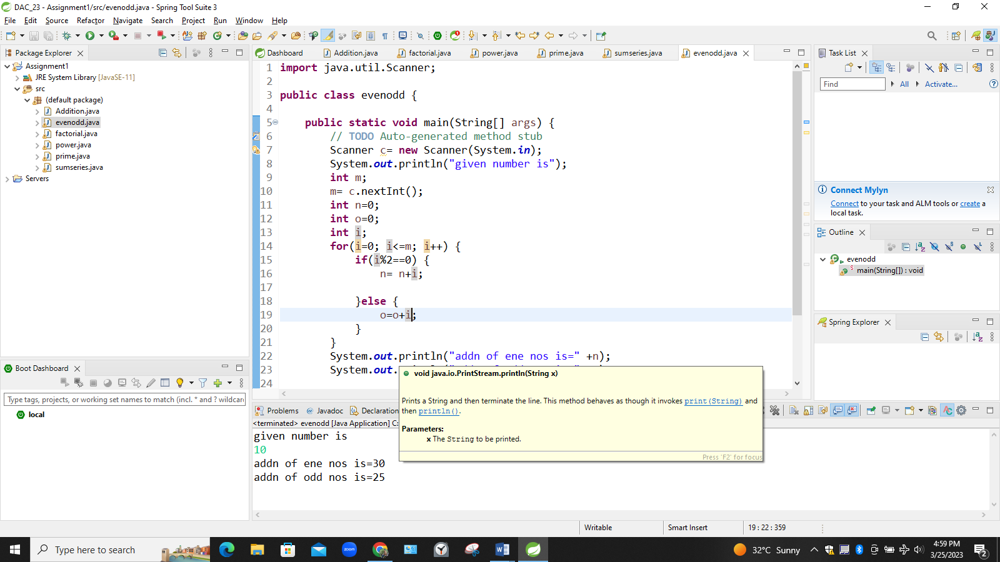 DAC_23 - Assignment1/src/evenodd.java - Spring Tool Suite 3
File Edit Source Refactor Navigate Search Project Run Window Help
Package Explorer
Assignment1
JRE System Library [JavaSE-11]
src
(default package)
Addition.java
evenodd.java
factorial.java
power.java
prime.java
sumseries.java
Servers
Boot Dashboard
Type tags, projects, or working set names to match (incl. * and ? wildcar
local
Dashboard Addition.java factorial.java power.java prime.java sumseries.java evenodd.java
1 import java.util.Scanner;
2
3 public class evenodd {
4
5 public static void main(String[] args) {
6 // TODO Auto-generated method stub
7 Scanner c= new Scanner(System.in);
8 System.out.println("given number is");
9 int m;
10 m= c.nextInt();
11 int n=0;
12 int o=0;
13 int i;
14 for(i=0; i<=m; i++) {
15 if(i%2==0) {
16 n= n+i;
17
18 }else {
19 o=o+i;
20 }
21 }
22 System.out.println("addn of ene nos is=" +n);
23 System.out.
24
void java.io.PrintStream.println(String x)
Prints a String and then terminate the line. This method behaves as though it invokes print(String) and
then println().
Parameters:
x The String to be printed.
Press 'F2' for focus
Problems @ Javadoc Declaration
<terminated> evenodd [Java Application] C:
given number is
10
addn of ene nos is=30
addn of odd nos is=25
Task List
Find All Activate...
Connect Mylyn
Connect to your task and ALM tools or create a
local task.
Outline
evenodd
main(String[]) : void
Spring Explorer
Writable Smart Insert 19 : 22 : 359
Type here to search
zoom
32°C Sunny
4:59 PM
3/25/2023
2